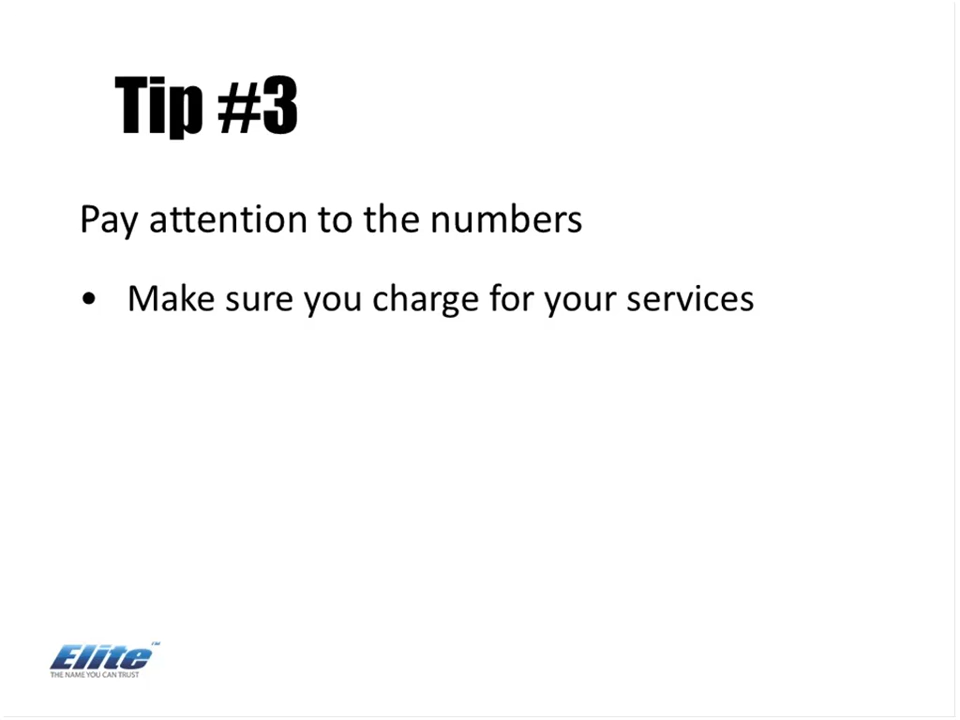 Tip #3
Pay attention to the numbers
• Make sure you charge for your services
Elite™
THE NAME YOU CAN TRUST